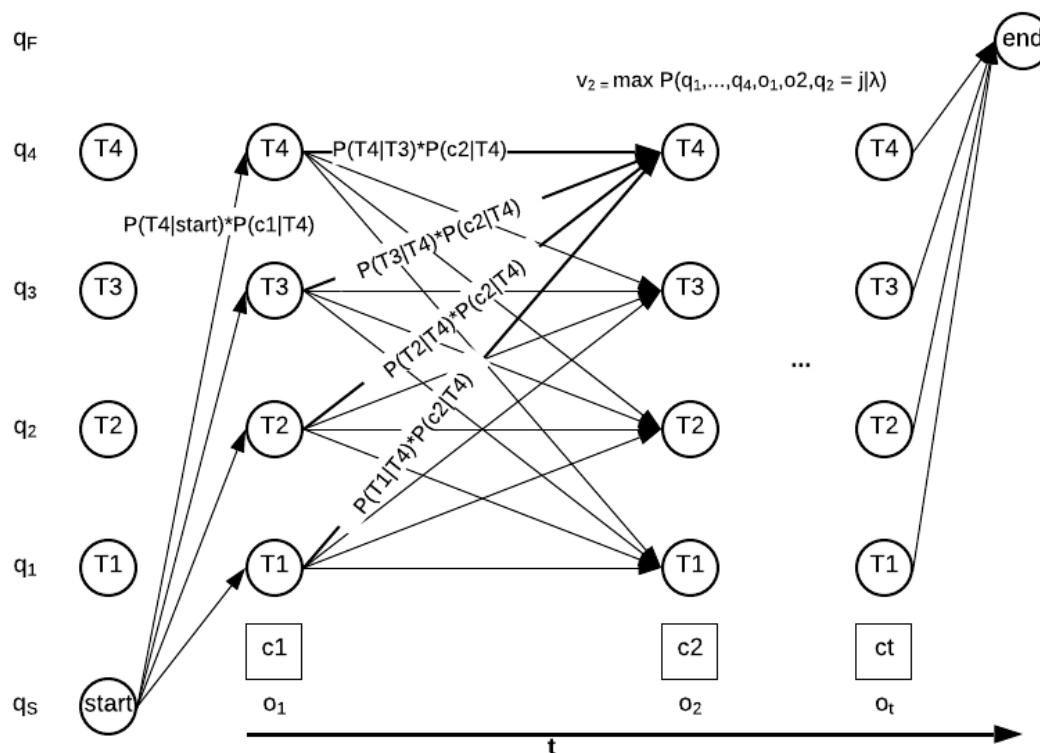 qF end
v2 = max P(q1,...,q4,o1,o2,q2 = j|λ)
q4 T4 T4 P(T4|T3)*P(c2|T4) T4 T4
P(T4|start)*P(c1|T4)
P(T3|T4)*P(c2|T4)
q3 T3 T3 T3 T3
P(T2|T4)*P(c2|T4)
...
q2 T2 T2 T2 T2
P(T1|T4)*P(c2|T4)
q1 T1 T1 T1 T1
c1 c2 ct
qS start o1 o2 ot
t